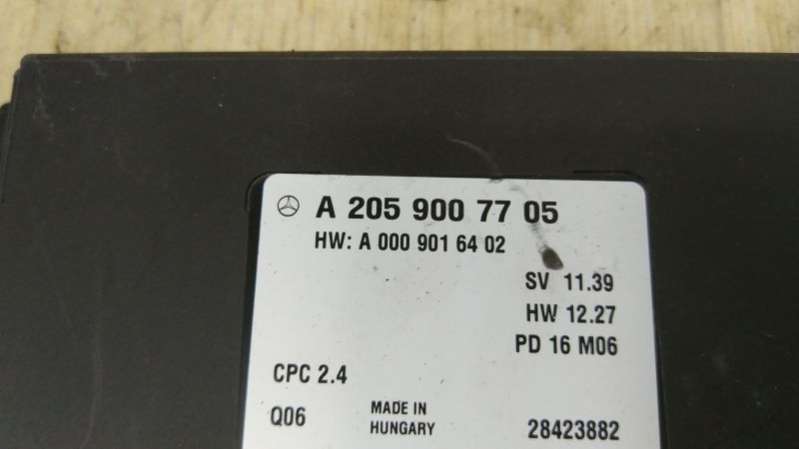 A 205 900 77 05
HW: A 000 901 64 02
SV 11.39
HW 12.27
PD 16 M06
CPC 2.4
Q06
MADE IN
HUNGARY
28423882